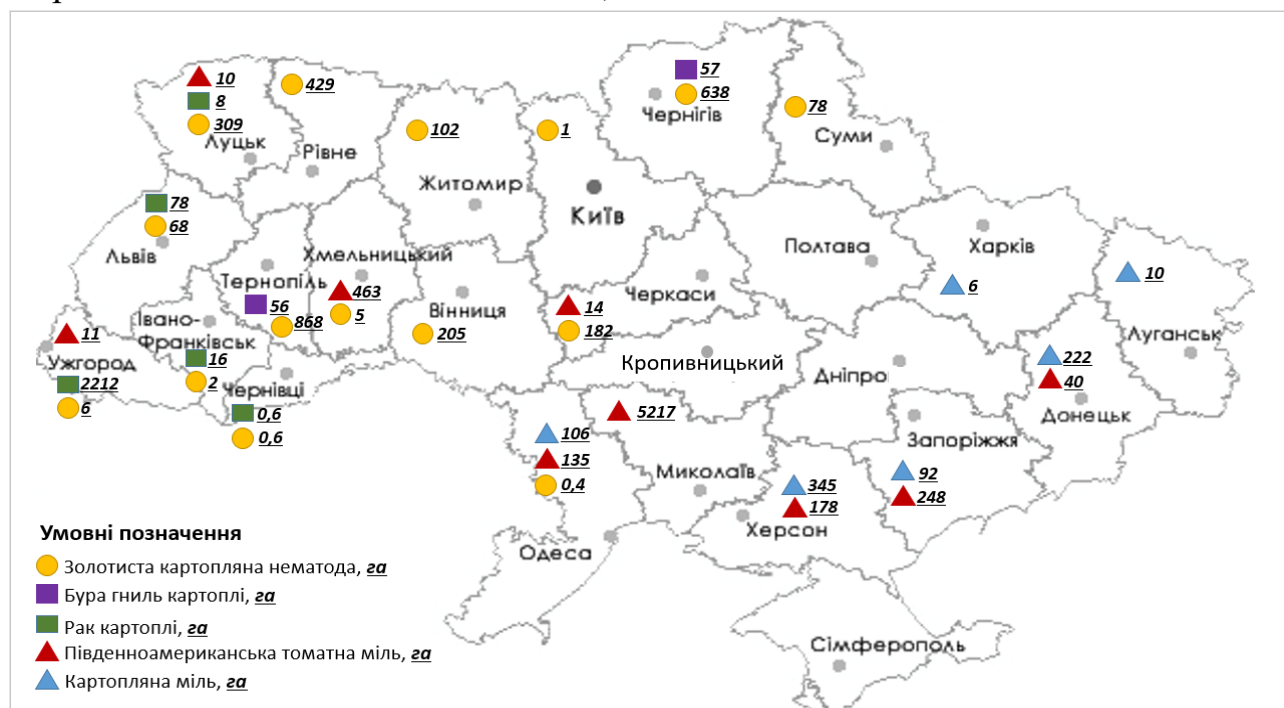 10
8
309
Луцьк
429
Рівне
102
Житомир
1
Київ
57
638
Чернігів
78
Суми
78
68
Львів
Тернопіль
56
868
Хмельницький
463
5
Вінниця
205
14
182
Черкаси
Полтава
Харків
6
10
Луганськ
11
Ужгород
2212
6
Івано-
Франківськ
16
2
Чернівці
0,6
0,6
Кропивницький
Дніпро
222
40
Донецьк
5217
Миколаїв
106
135
0,4
Одеса
345
178
Херсон
Запоріжжя
92
248
Сімферополь
Умовні позначення
Золотиста картопляна нематода, га
Бура гниль картоплі, га
Рак картоплі, га
Південноамериканська томатна міль, га
Картопляна міль, га